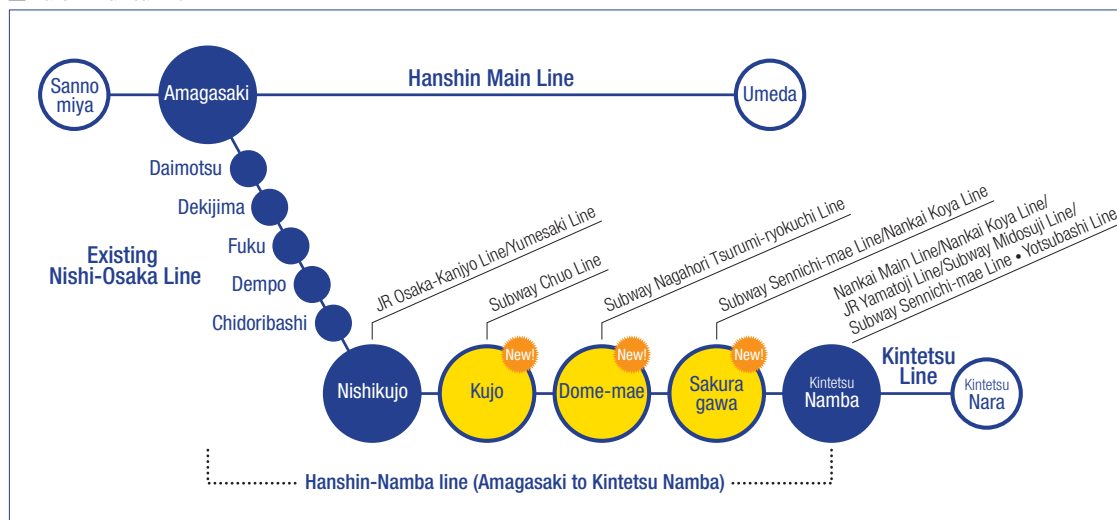 Hanshin Main Line
Sanno
miya
Amagasaki
Umeda
Daimotsu
Dekijima
Fuku
Dempo
Chidoribashi
Existing
Nishi-Osaka Line
JR Osaka-Kanjyo Line/Yumesaki Line
Subway Chuo Line
Subway Nagahori Tsurumi-ryokuchi Line
Subway Sennichi-mae Line/Nankai Koya Line
Nankai Main Line/Nankai Koya Line/
JR Yamatoji Line/Subway Midosuji Line/
Subway Sennichi-mae Line • Yotsubashi Line
Nishikujo
New!
Kujo
New!
Dome-mae
New!
Sakura
gawa
Kintetsu
Namba
Kintetsu
Line
Kintetsu
Nara
Hanshin-Namba line (Amagasaki to Kintetsu Namba)